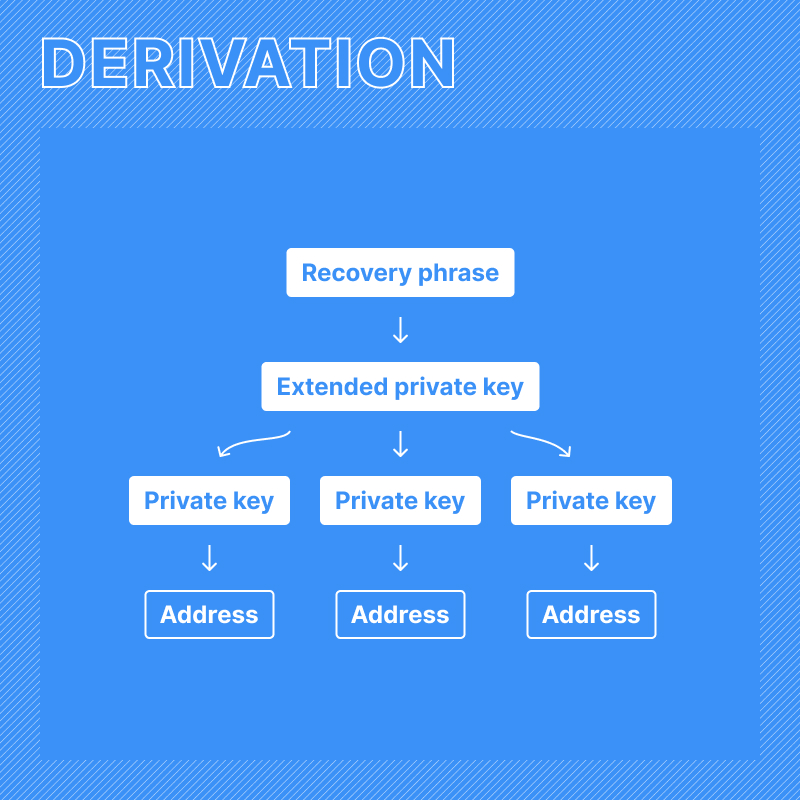 DERIVATION
Recovery phrase
Extended private key
Private key Private key Private key
Address Address Address